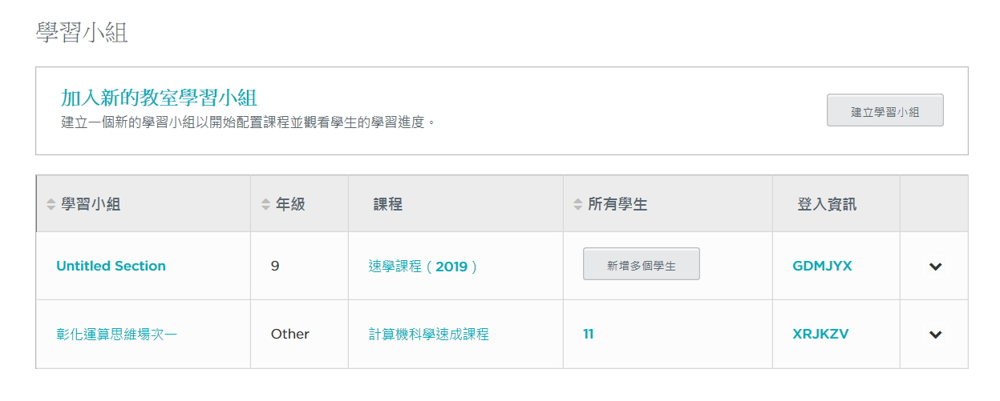 學習小組
加入新的教室學習小組
建立一個新的學習小組以開始配置課程並觀看學生的學習進度。
建立學習小組
學習小組 年級 課程 所有學生 登入資訊
Untitled Section 9 速學課程（2019） 新增多個學生 GDMJYX
彰化運算思維場次一 Other 計算機科學速成課程 11 XRJKZV